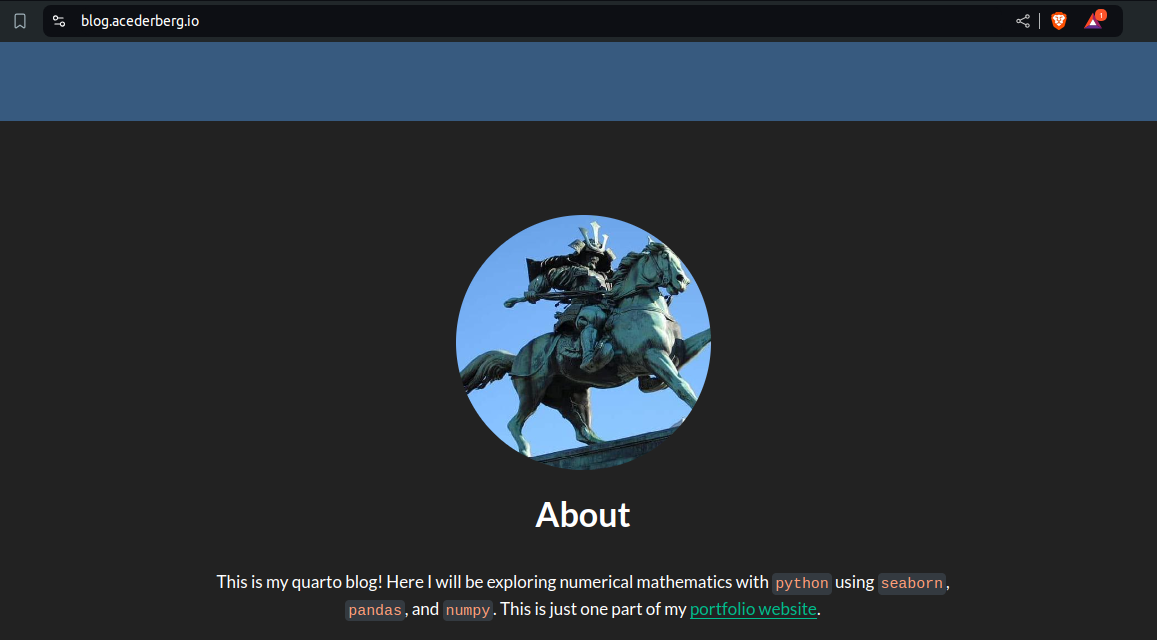 blog.acederberg.io
1
About
This is my quarto blog! Here I will be exploring numerical mathematics with python using seaborn,
pandas, and numpy. This is just one part of my portfolio website.